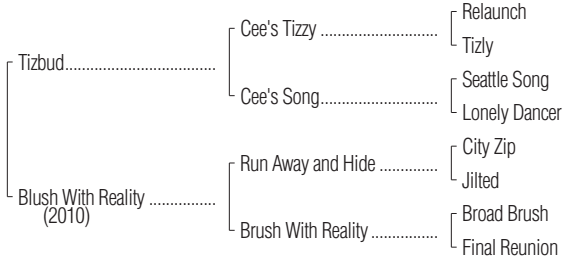 Relaunch
Cee's Tizzy ........................
Tizly
Tizbud.......................................
Seattle Song
Cee's Song........................
Lonely Dancer
City Zip
Run Away and Hide ..............
Jilted
Blush With Reality .................
(2010)
Broad Brush
Brush With Reality ................
Final Reunion